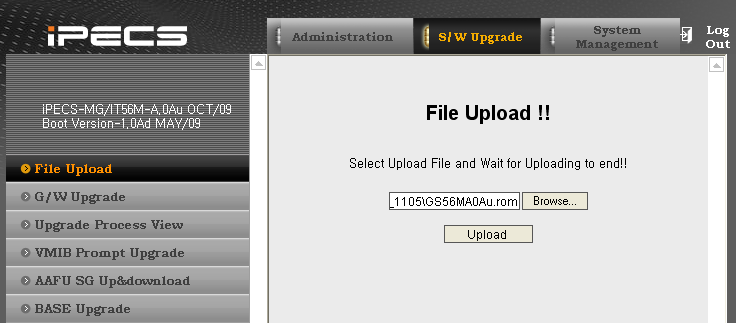 iPECS
Administration
S/W Upgrade
System
Management
Log
Out
iPECS-MG/IT56M-A.0Au OCT/09
Boot Version-1.0Ad MAY/09
File Upload
G/W Upgrade
Upgrade Process View
VMIB Prompt Upgrade
AAFU SG Up&download
BASE Upgrade
File Upload !!
Select Upload File and Wait for Uploading to end!!
_1105\GS56MA0Au.rom
Browse...
Upload